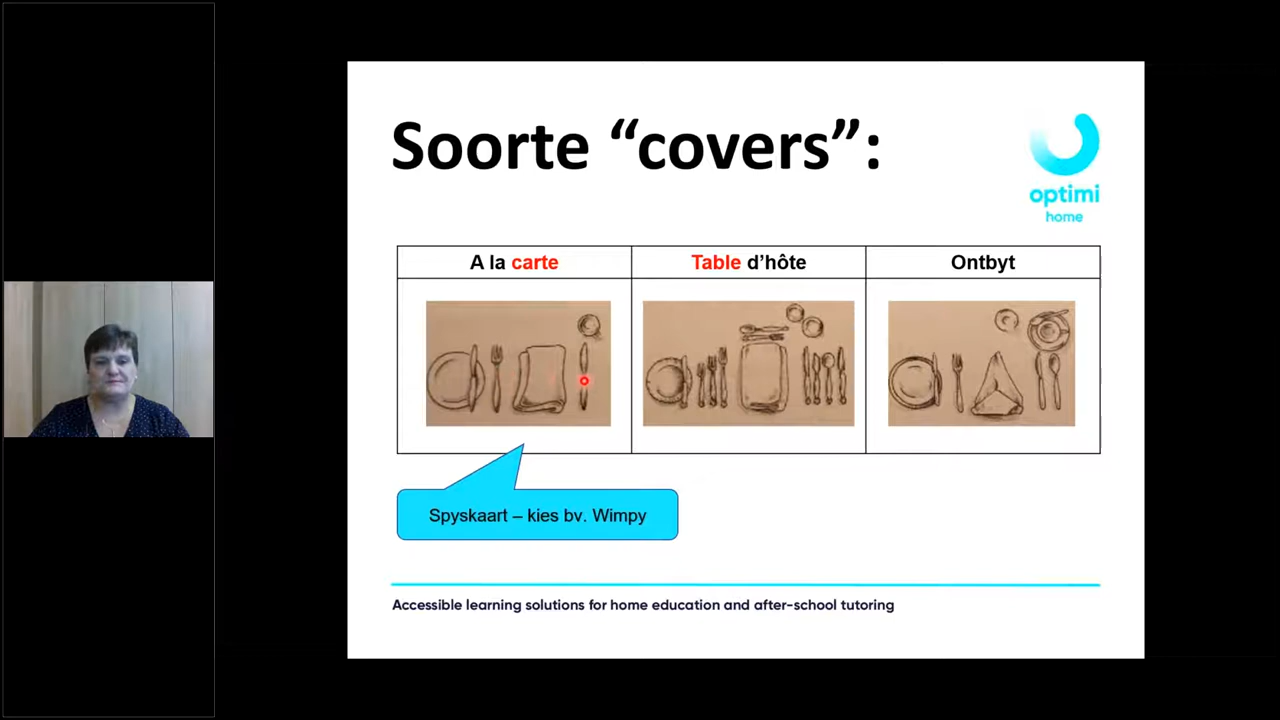 Soorte “covers”:
optimi
home
A la carte
Table d’hôte
Ontbyt
Spyskaart – kies bv. Wimpy
Accessible learning solutions for home education and after-school tutoring